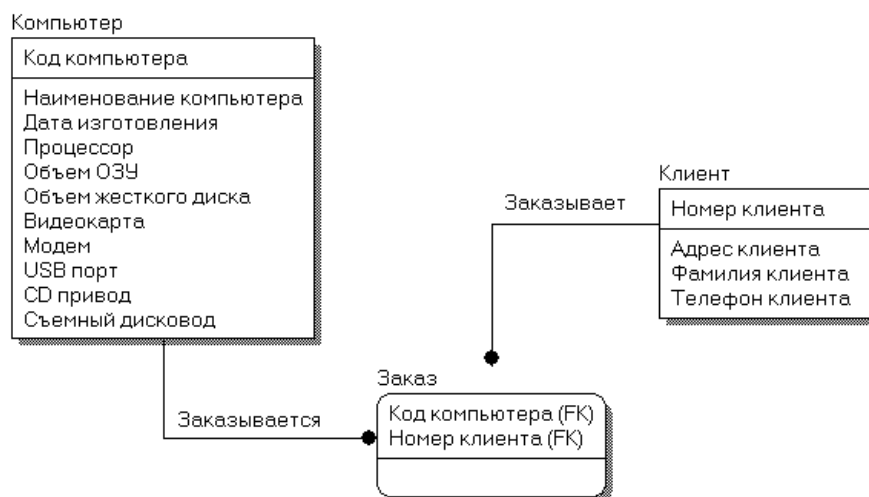 Компьютер
Код компьютера
Наименование компьютера
Дата изготовления
Процессор
Объем ОЗУ
Объем жесткого диска
Видеокарта
Модем
USB порт
CD привод
Съемный дисковод
Клиент
Номер клиента
Адрес клиента
Фамилия клиента
Телефон клиента
Заказывает
Заказывается
Заказ
Код компьютера (FK)
Номер клиента (FK)